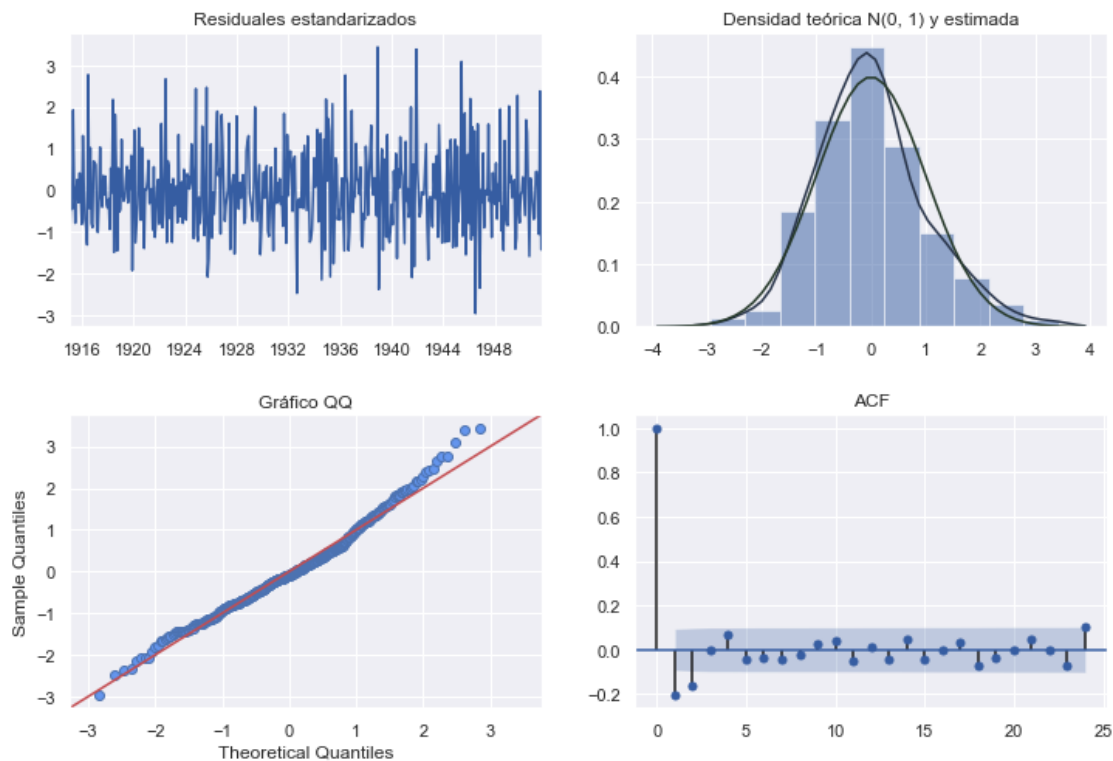 Residuales estandarizados
3
2
1
0
−1
−2
−3
1916 1920 1924 1928 1932 1936 1940 1944 1948
Densidad teórica N(0, 1) y estimada
0.4
0.3
0.2
0.1
0.0
−4 −3 −2 −1 0 1 2 3 4
Gráfico QQ
Sample Quantiles
3
2
1
0
−1
−2
−3
−3 −2 −1 0 1 2 3
Theoretical Quantiles
ACF
1.0
0.8
0.6
0.4
0.2
0.0
−0.2
0 5 10 15 20 25